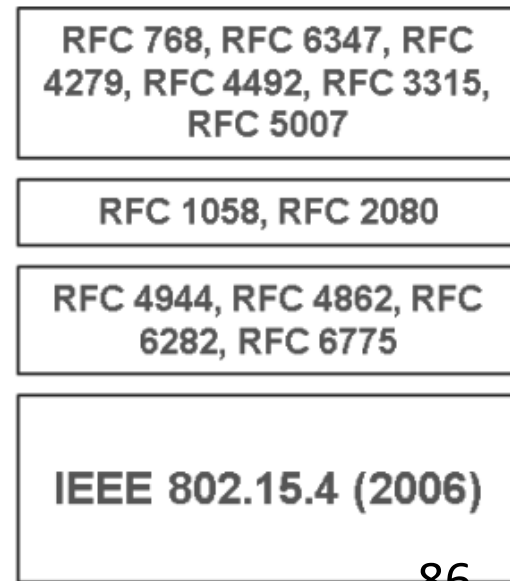 RFC 768, RFC 6347, RFC
4279, RFC 4492, RFC 3315,
RFC 5007
RFC 1058, RFC 2080
RFC 4944, RFC 4862, RFC
6282, RFC 6775
IEEE 802.15.4 (2006)
86